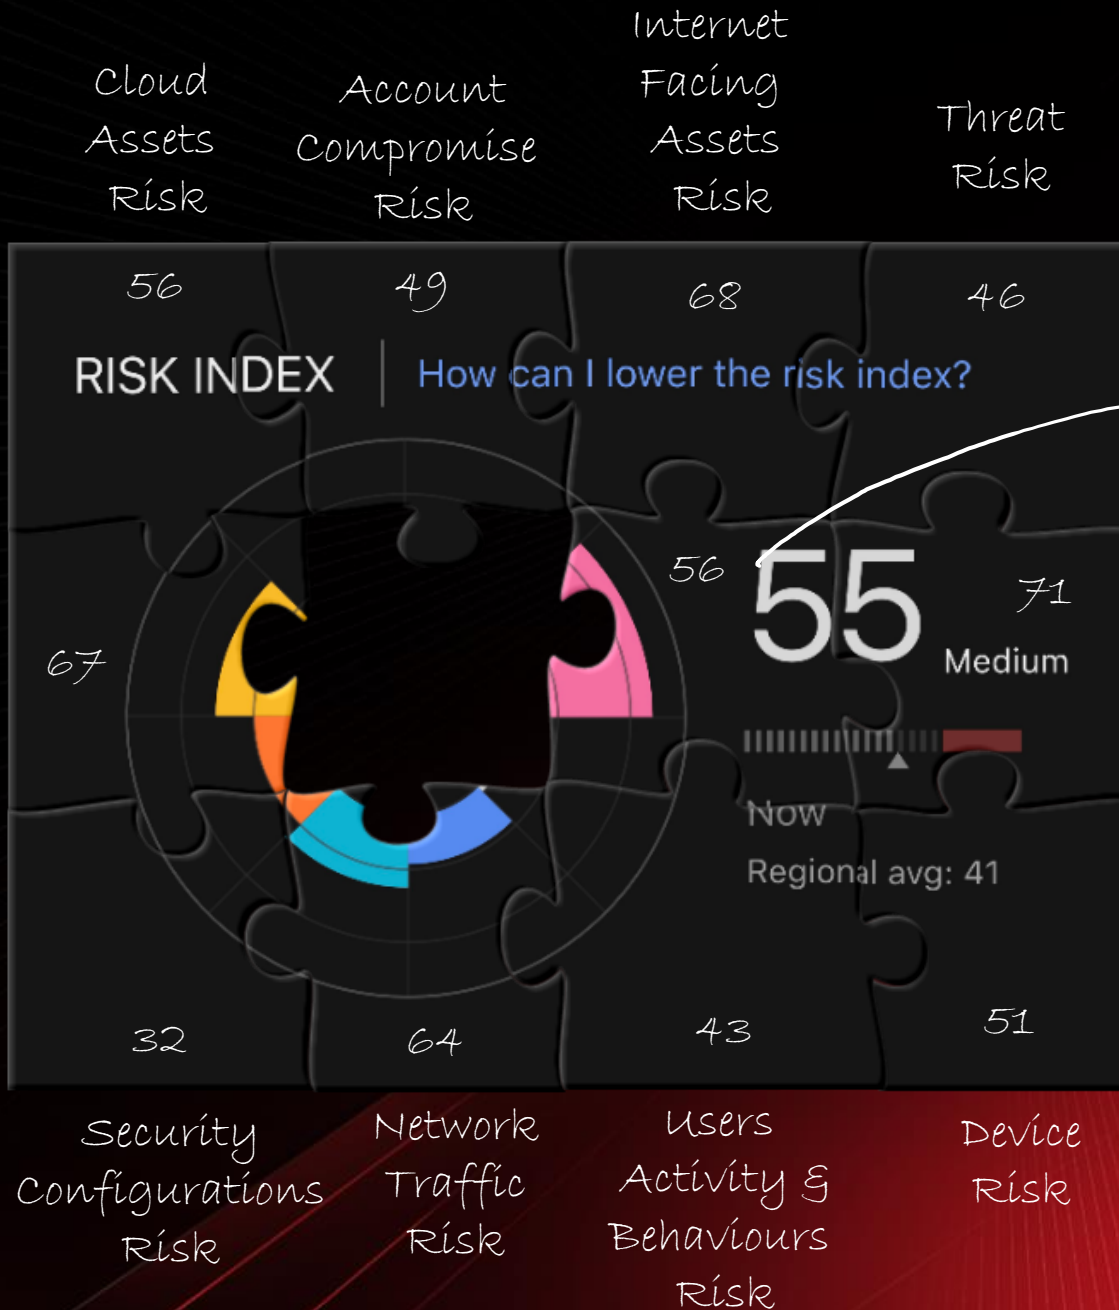 Cloud
Assets
Risk
Account
Compromise
Risk
Internet
Facing
Assets
Risk
Threat
Risk
56
49
68
46
RISK INDEX
How can I lower the risk index?
67
56
55
71
Medium
Now
Regional avg: 41
32
64
43
51
Security
Configurations
Risk
Network
Traffic
Risk
Users
Activity &
Behaviours
Risk
Device
Risk